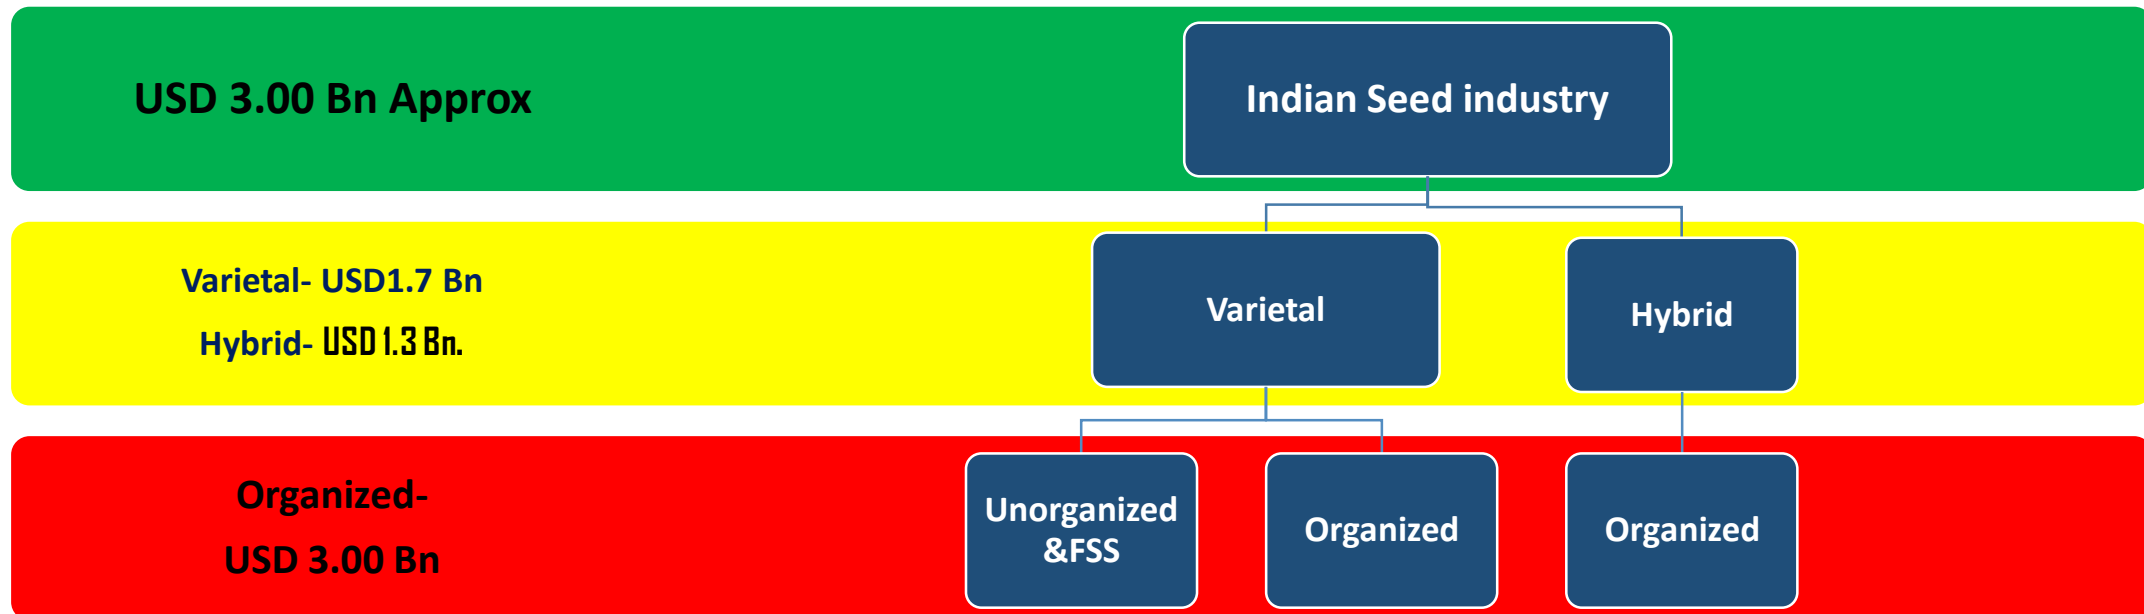 USD 3.00 Bn Approx
Indian Seed industry
Varietal- USD1.7 Bn
Hybrid- USD 1.3 Bn.
Varietal
Hybrid
Organized-
USD 3.00 Bn
Unorganized
&FSS
Organized
Organized